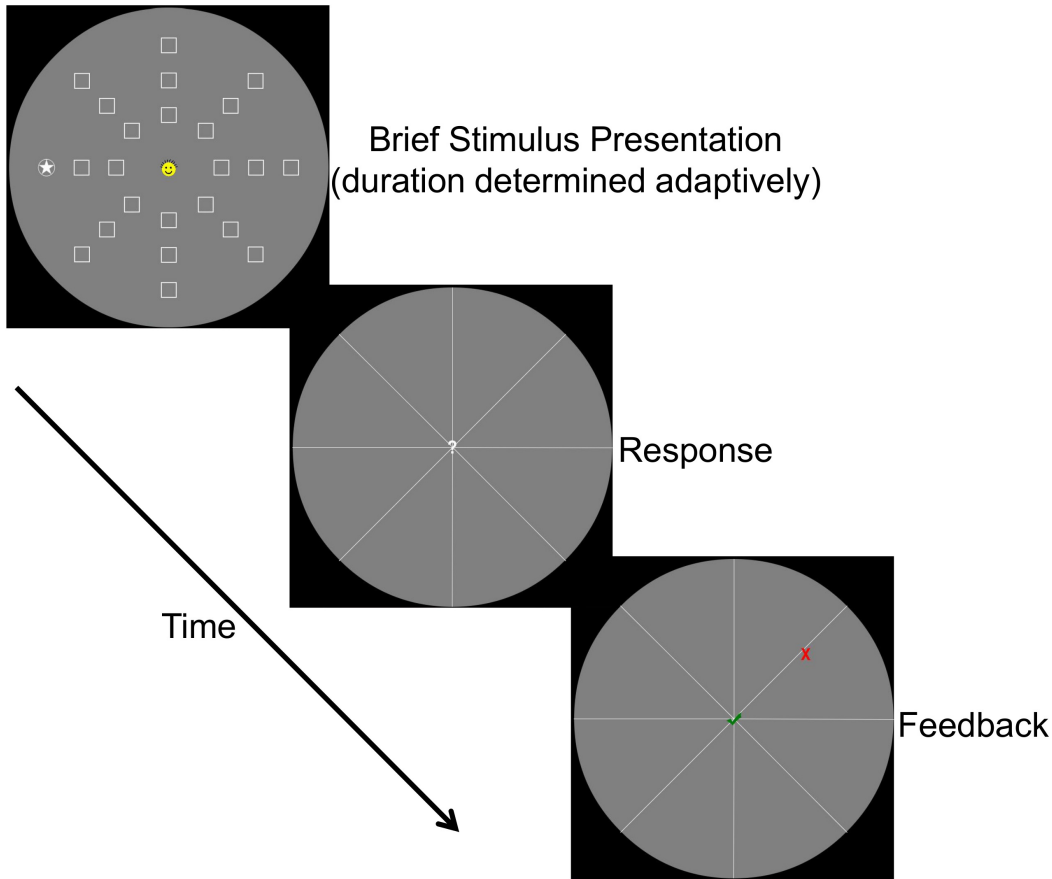 Brief Stimulus Presentation
(duration determined adaptively)
?
Response
Time
X
Feedback